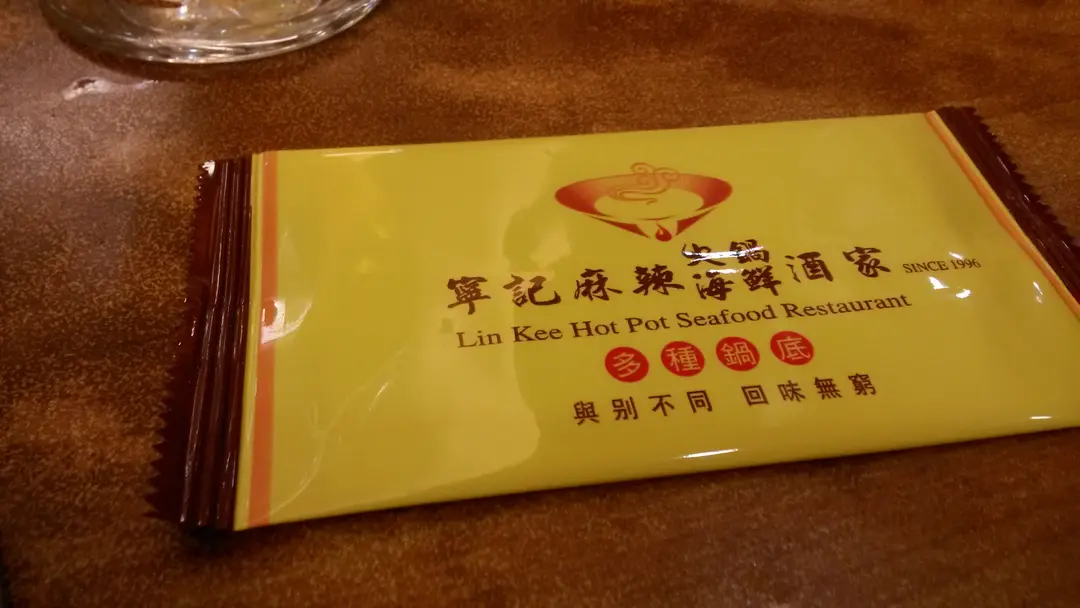 寧記麻辣火鍋海鮮酒家 SINCE 1996
Lin Kee Hot Pot Seafood Restaurant
多種鍋底
與别不同 回味無窮